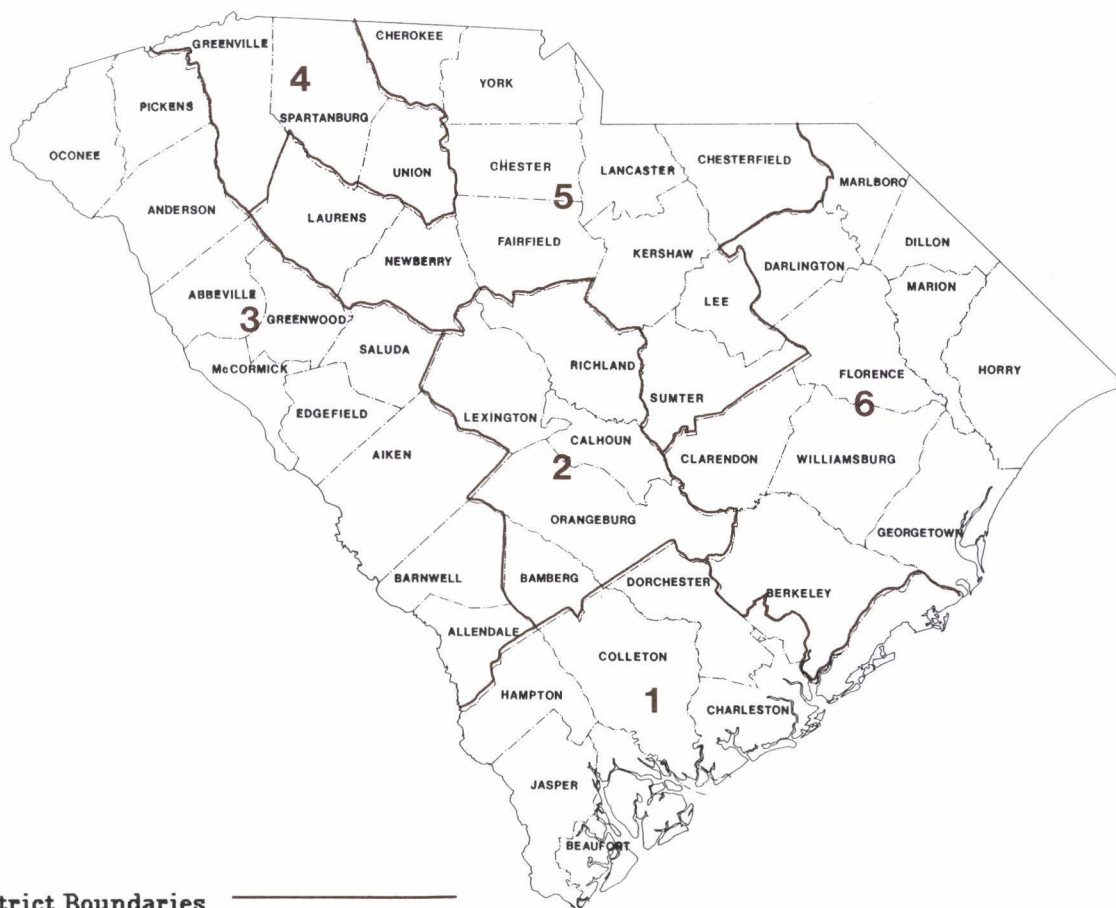 GREENVILLE
CHEROKEE
4
YORK
PICKENS
SPARTANBURG
OCONEE
UNION
CHESTER
LANCASTER
CHESTERFIELD
MARLBORO
5
ANDERSON
LAURENS
FAIRFIELD
NEWBERRY
KERSHAW
DARLINGTON
DILLON
ABBEVILLE
LEE
MARION
3
GREENWOOD
SALUDA
RICHLAND
McCORMICK
FLORENCE
HORRY
EDGEFIELD
LEXINGTON
SUMTER
6
AIKEN
CALHOUN
2
CLARENDON
WILLIAMSBURG
ORANGEBURG
GEORGETOWN
BARNWELL
BAMBERG
DORCHESTER
BERKELEY
ALLENDALE
COLLETON
HAMPTON
1
CHARLESTON
JASPER
BEAUFORT
trict Boundaries